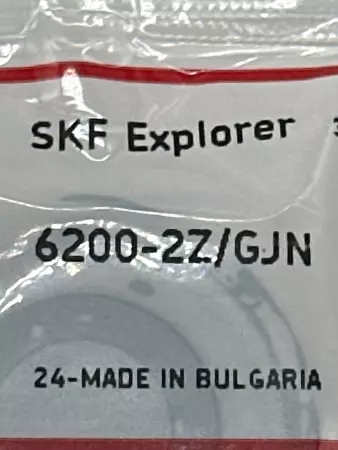 SKF Explorer
6200-2Z/GJN
24-MADE IN BULGARIA